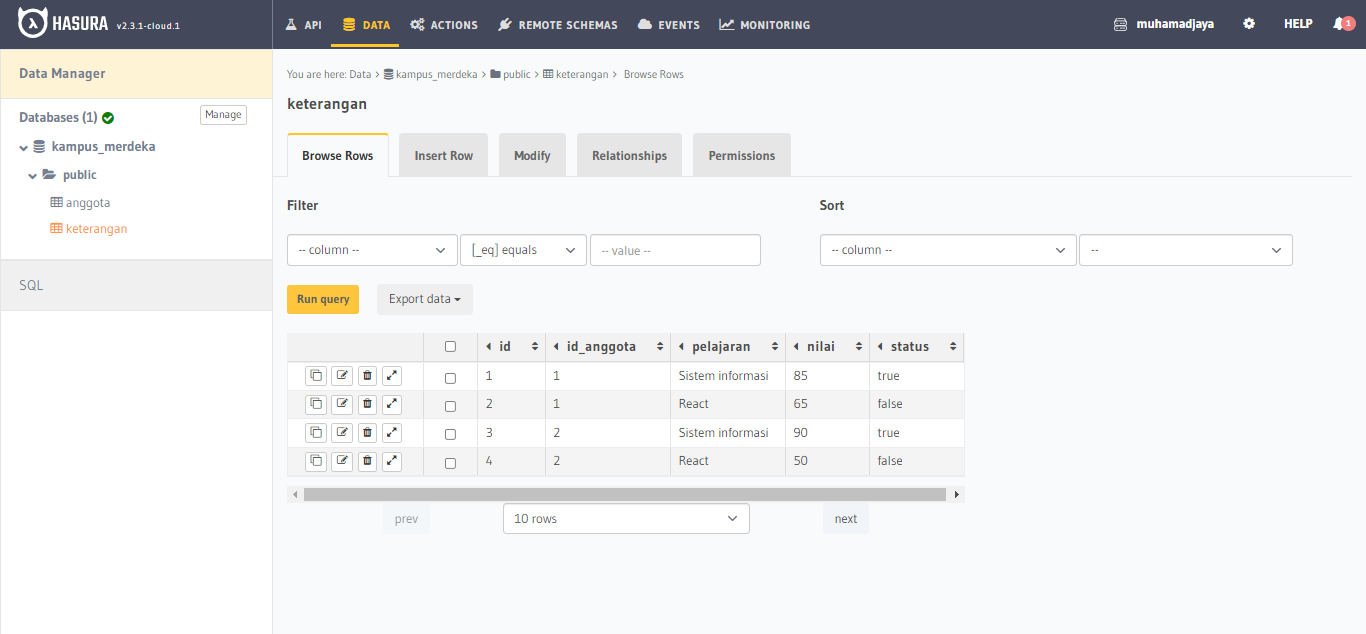 HASURA v2.3.1-cloud.1 API DATA ACTIONS REMOTE SCHEMAS EVENTS MONITORING muhamadjaya HELP 1
Data Manager
Databases (1) Manage
kampus_merdeka
public
anggota
keterangan
SQL
You are here: Data > kampus_merdeka > public > keterangan > Browse Rows
keterangan
Browse Rows Insert Row Modify Relationships Permissions
Filter Sort
-- column -- [_eq] equals -- value -- -- column -- --
Run query Export data
id id_anggota pelajaran nilai status
1 1 Sistem informasi 85 true
2 1 React 65 false
3 2 Sistem informasi 90 true
4 2 React 50 false
prev 10 rows next